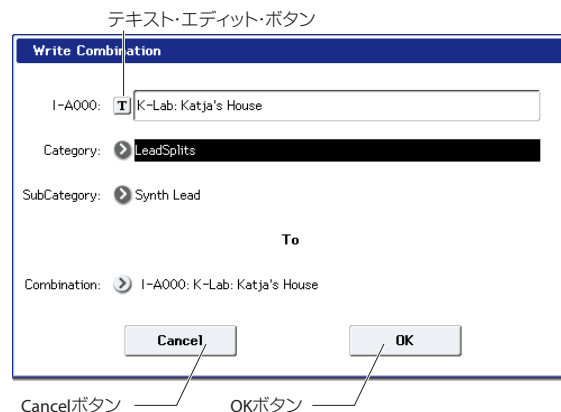 テキスト・エディット・ボタン
Write Combination
I-A000: T K-Lab: Katja's House
Category: LeadSplits
SubCategory: Synth Lead
To
Combination: I-A000: K-Lab: Katja's House
Cancel OK
Cancelボタン OKボタン